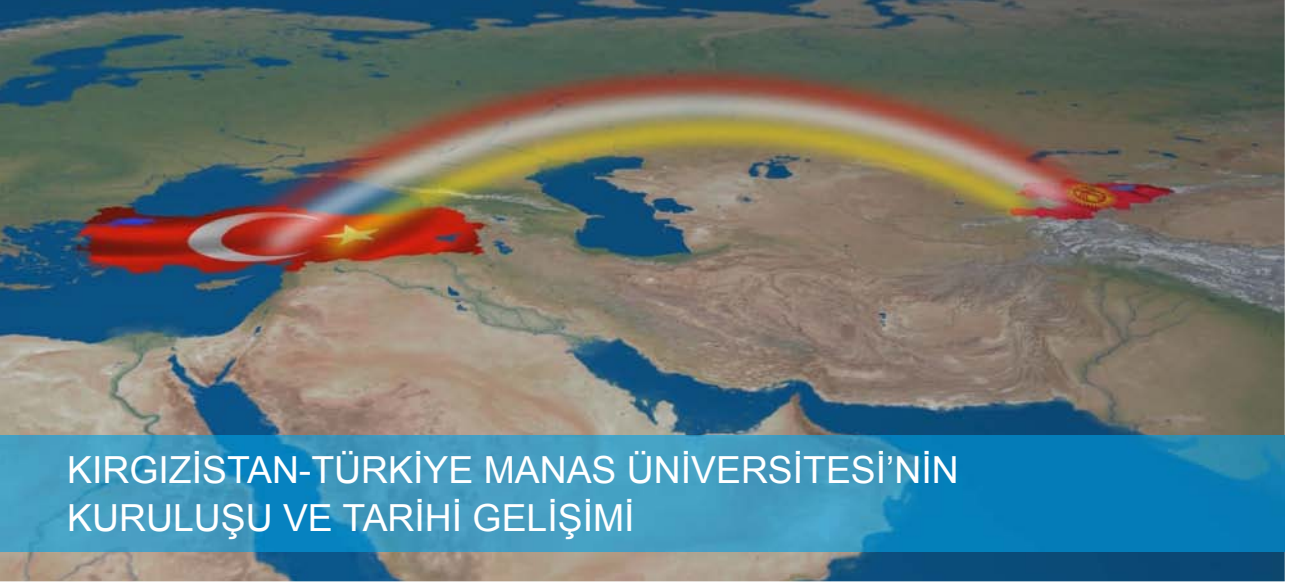 KIRGIZİSTAN-TÜRKİYE MANAS ÜNİVERSİTESİ’NİN
KURULUŞU VE TARİHİ GELİŞİMİ